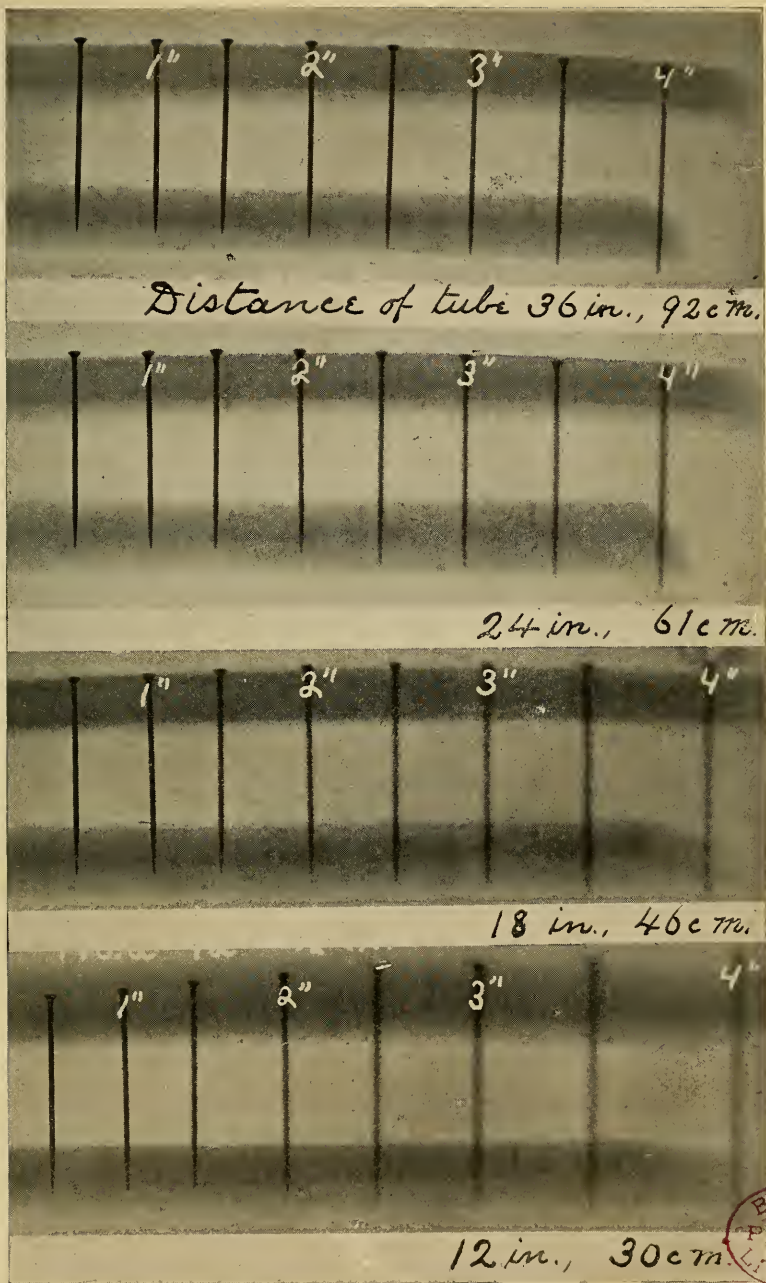 1" 2" 3" 4"
Distance of tube 36 in., 92 cm.
1" 2" 3" 4"
24 in., 61 cm.
1" 2" 3" 4"
18 in., 46 cm.
1" 2" 3" 4"
12 in., 30 cm.